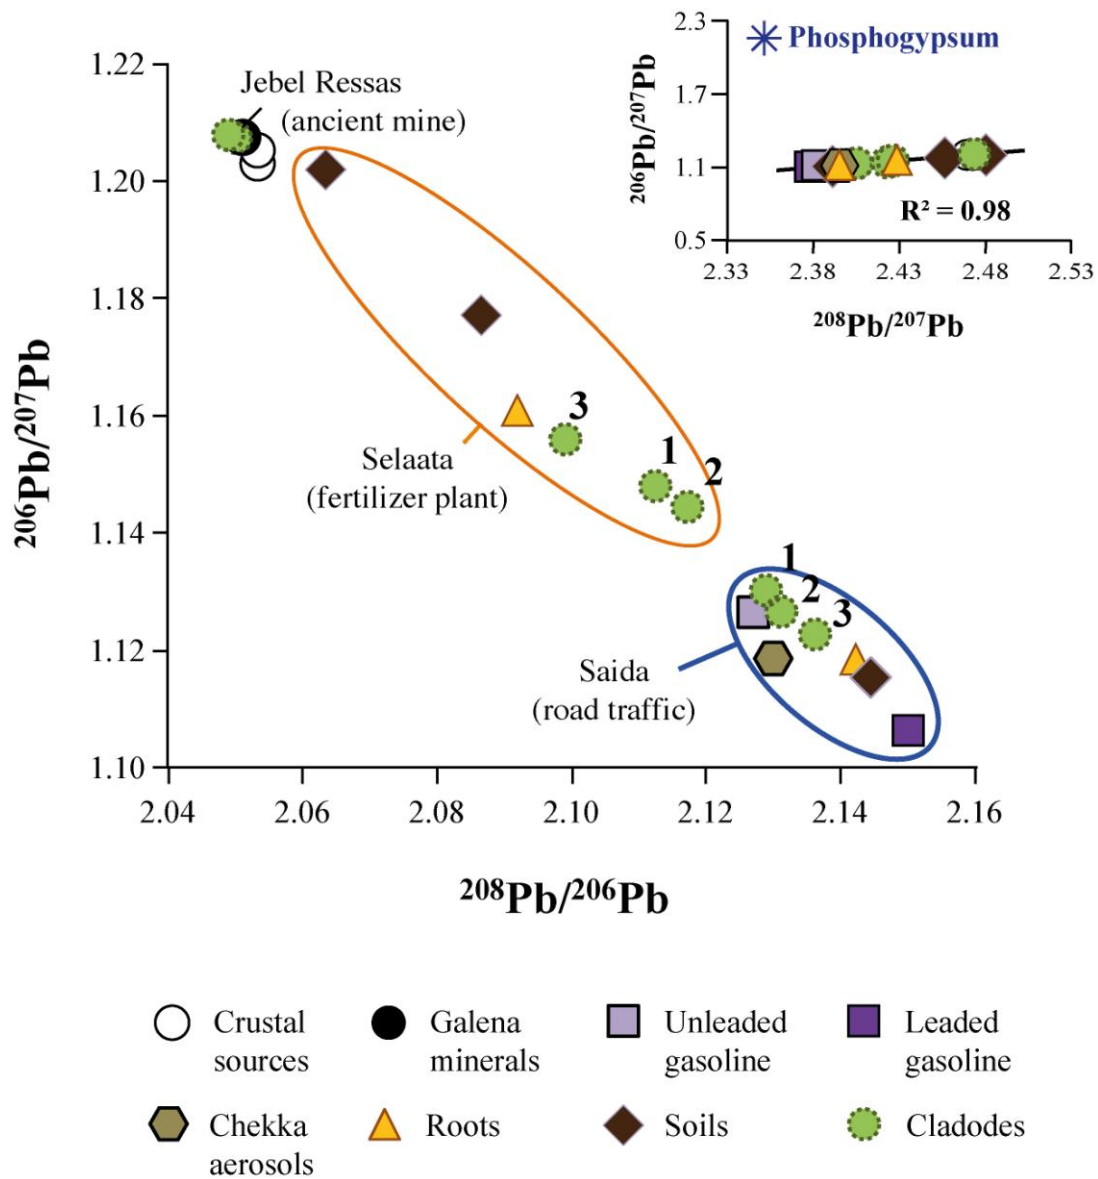 2.3
Phosphogypsum
1.7
1.1
0.5
R² = 0.98
2.33 2.38 2.43 2.48 2.53
²⁰⁶Pb/²⁰⁷Pb
²⁰⁸Pb/²⁰⁷Pb
1.22
1.20
1.18
1.16
1.14
1.12
1.10
²⁰⁶Pb/²⁰⁷Pb
Jebel Ressas
(ancient mine)
3
1
2
Selaata
(fertilizer plant)
1
2
3
Saida
(road traffic)
2.04 2.06 2.08 2.10 2.12 2.14 2.16
²⁰⁸Pb/²⁰⁶Pb
Crustal
sources
Galena
minerals
Unleaded
gasoline
Leaded
gasoline
Chekka
aerosols
Roots
Soils
Cladodes